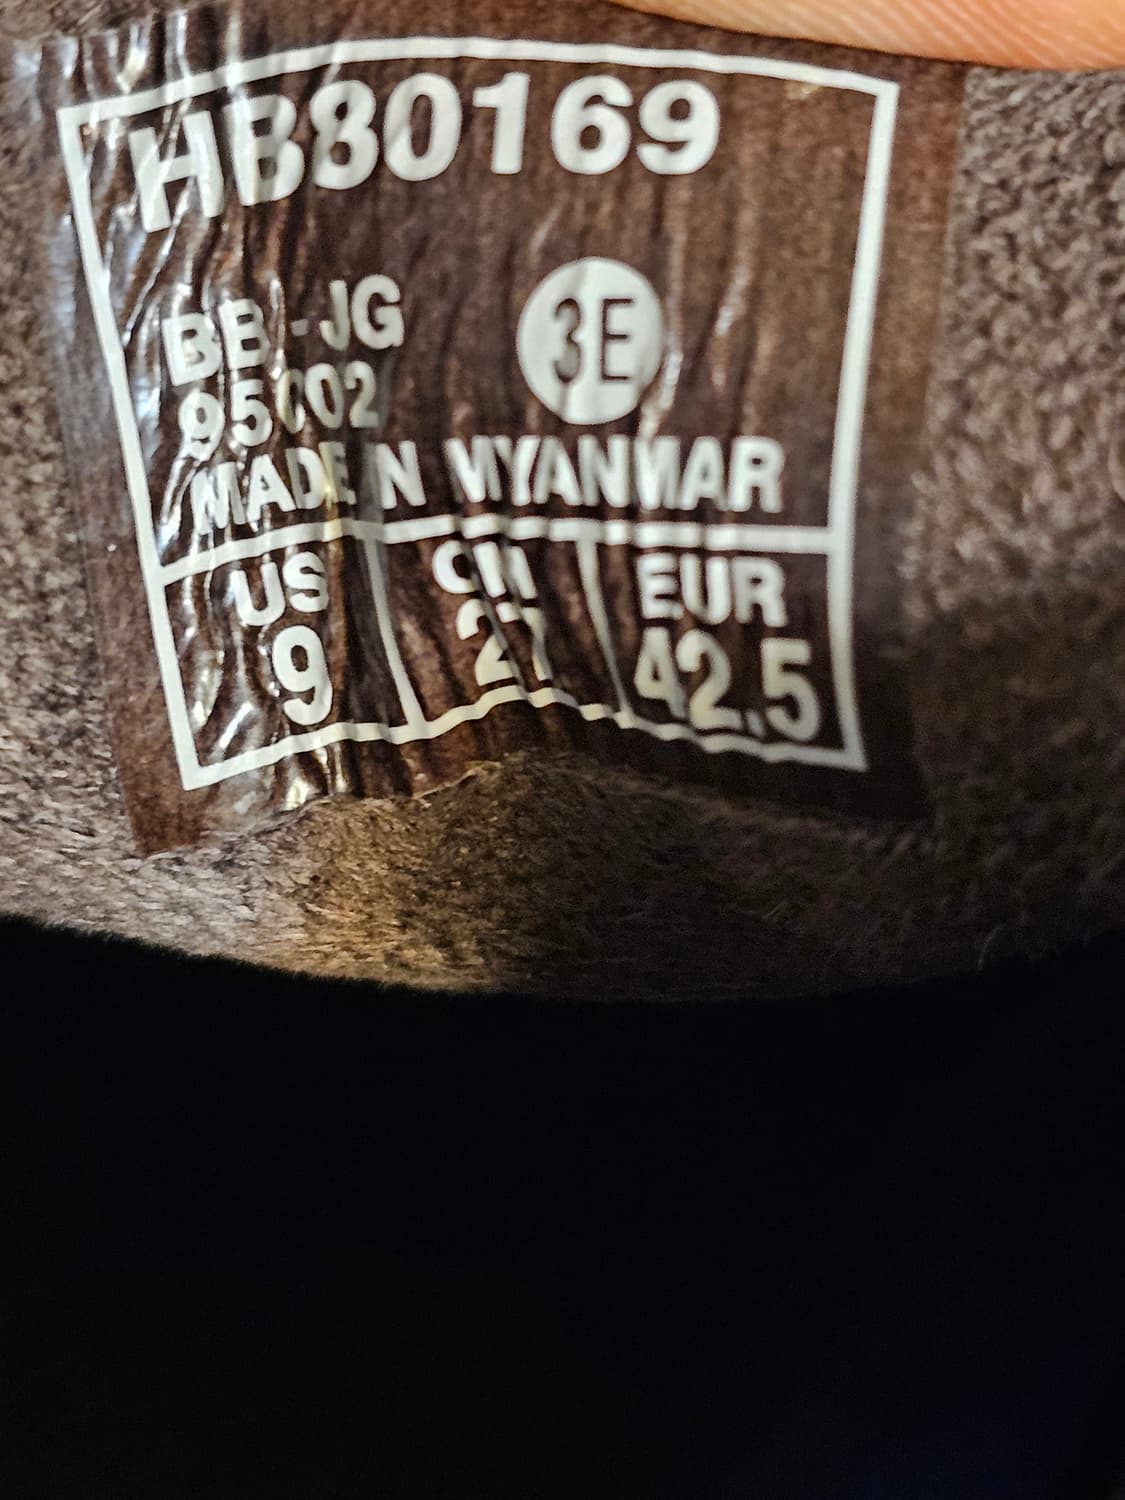 HB80169
BB-JG 3E
95002
MADE IN MYANMAR
US CM EUR
9 27 42.5